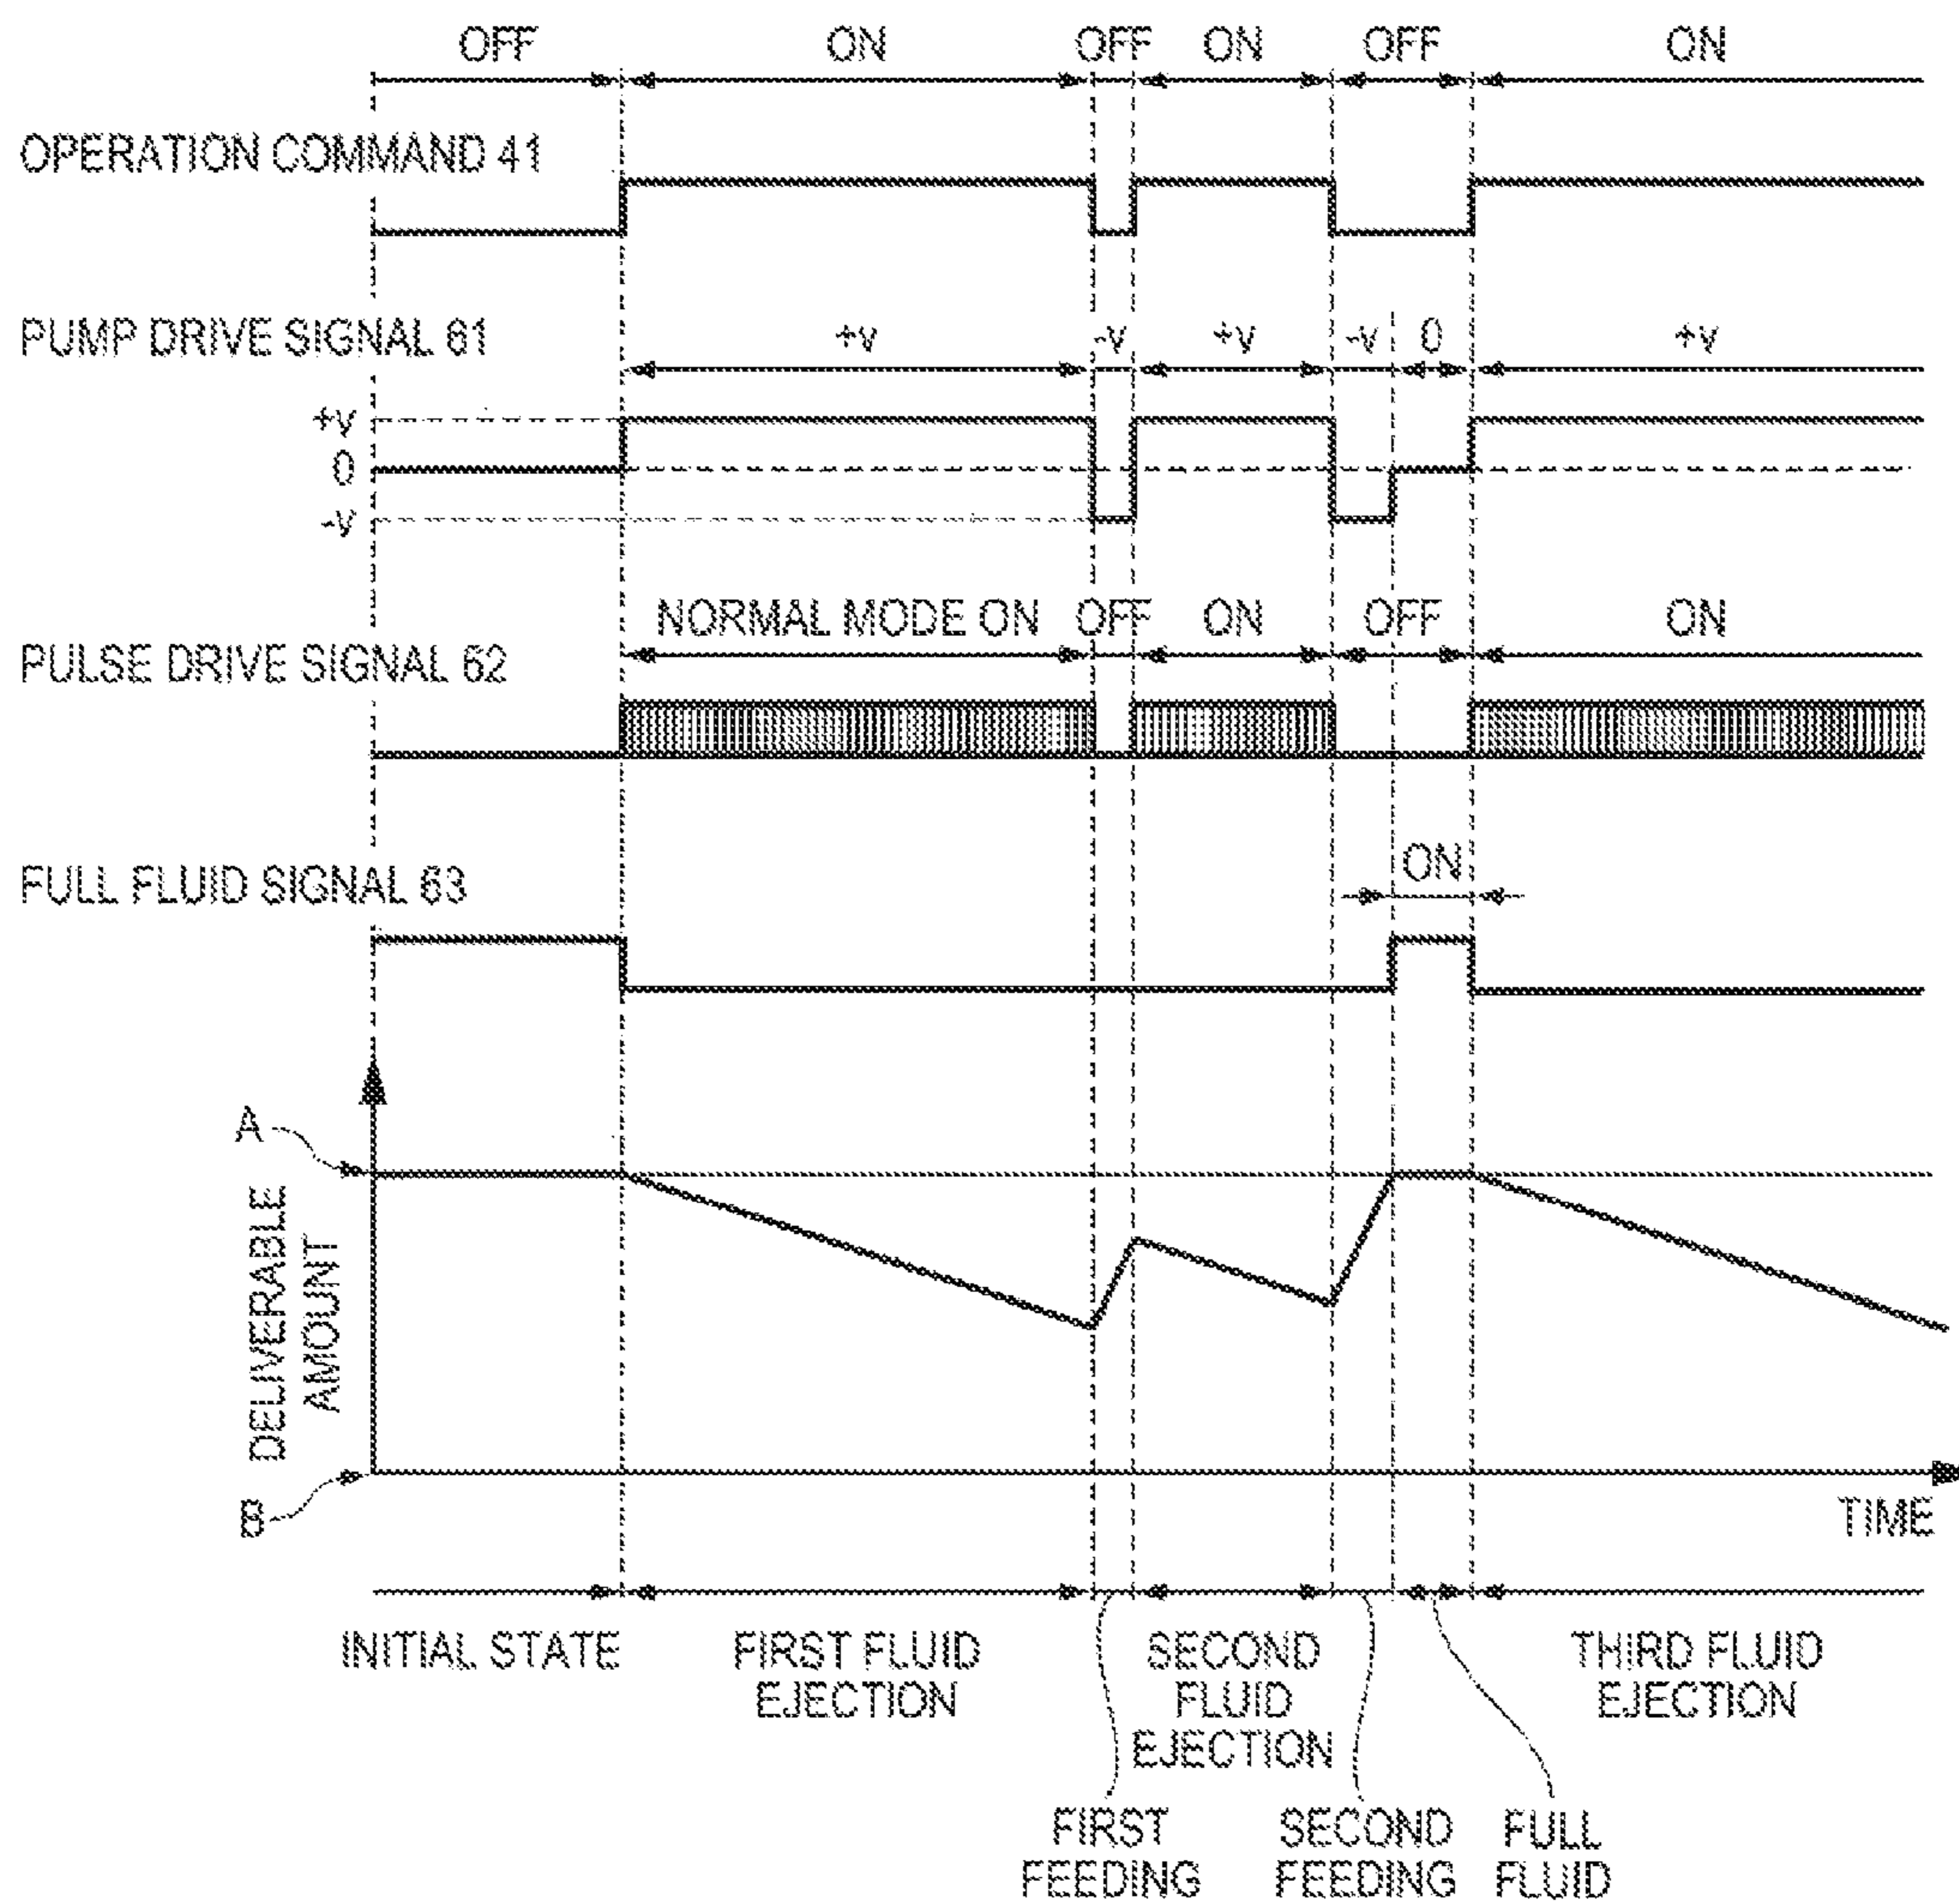 OFF ON OFF ON OFF ON
OPERATION COMMAND 41
PUMP DRIVE SIGNAL 61
+v -v +v -v 0 +v
+v
0
-v
NORMAL MODE ON OFF ON OFF ON
PULSE DRIVE SIGNAL 62
ON
FULL FLUID SIGNAL 63
A
DELIVERABLE
AMOUNT
B
TIME
INITIAL STATE
FIRST FLUID
EJECTION
SECOND
FLUID
EJECTION
THIRD FLUID
EJECTION
FIRST
FEEDING
SECOND
FEEDING
FULL
FLUID